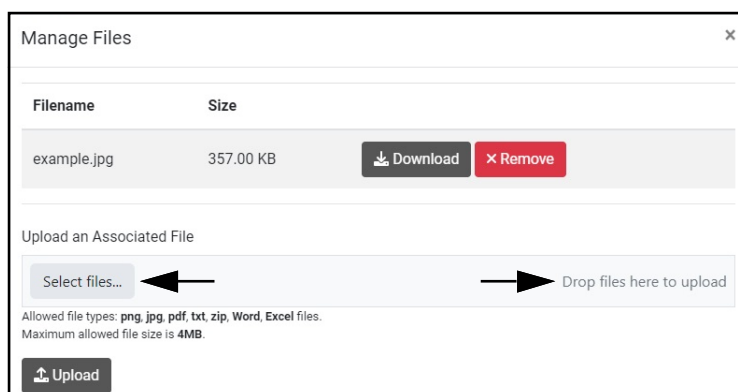 Manage Files ×
Filename Size
example.jpg 357.00 KB Download × Remove
Upload an Associated File
Select files... Drop files here to upload
Allowed file types: png, jpg, pdf, txt, zip, Word, Excel files.
Maximum allowed file size is 4MB.
Upload